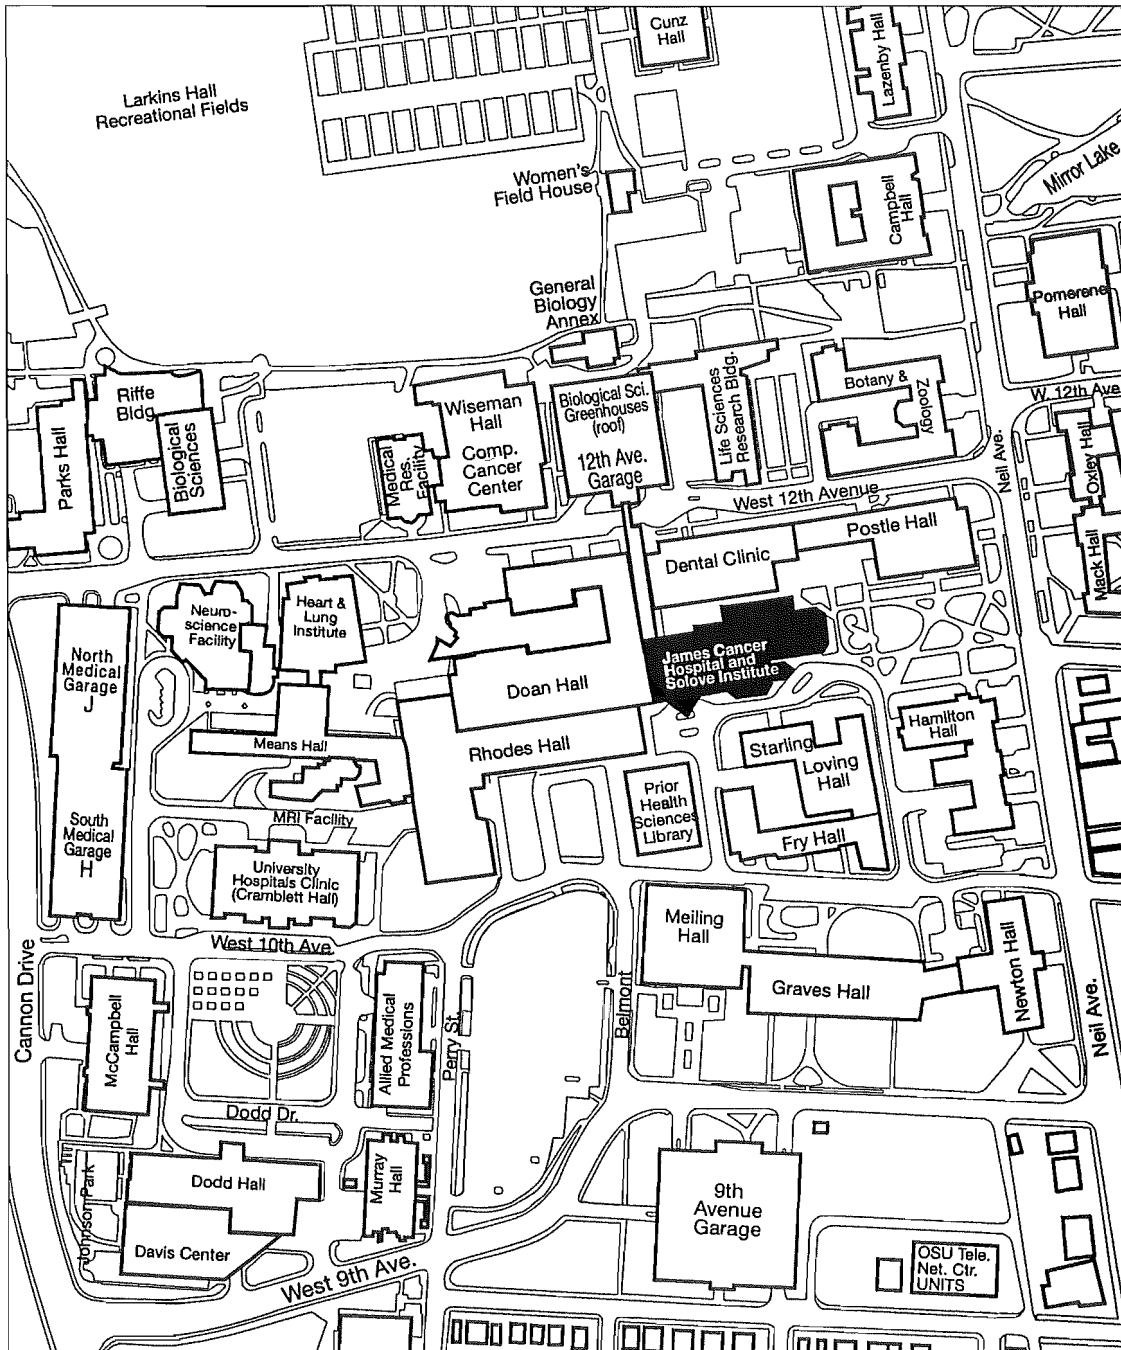 Cunz
Hall
Lazenby Hall
Larkins Hall
Recreational Fields
Mirror Lake
Women's
Field House
Campbell
Hall
General
Biology
Annex
Pomerene
Hall
Riffe
Bldg.
Parks Hall
Biological
Sciences
Wiseman
Hall
Comp.
Cancer
Center
Medical
Res.
Facility
Biological Sci.
Greenhouses
(roof)
12th Ave.
Garage
Life Sciences
Research Bldg.
Botany &
Zoology
W. 12th Ave
Neil Ave.
Oxley Hall
Mack Hall
West 12th Avenue
Postle Hall
Dental Clinic
Neuro-
science
Facility
Heart &
Lung
Institute
James Cancer
Hospital and
Solove Institute
North
Medical
Garage
J
Doan Hall
Means Hall
Rhodes Hall
Starling
Loving
Hall
Hamilton
Hall
Prior
Health
Sciences
Library
Fry Hall
South
Medical
Garage
H
MRI Facility
University
Hospitals Clinic
(Cramblett Hall)
Meiling
Hall
Graves Hall
Newton Hall
West 10th Ave.
Cannon Drive
McCampbell
Hall
Allied Medical
Professions
Perry St.
Belmont
Neil Ave.
Dodd Dr.
Dodd Hall
Murray
Hall
Johnson Park
Davis Center
West 9th Ave.
9th
Avenue
Garage
OSU Tele.
Net. Ctr.
UNITS